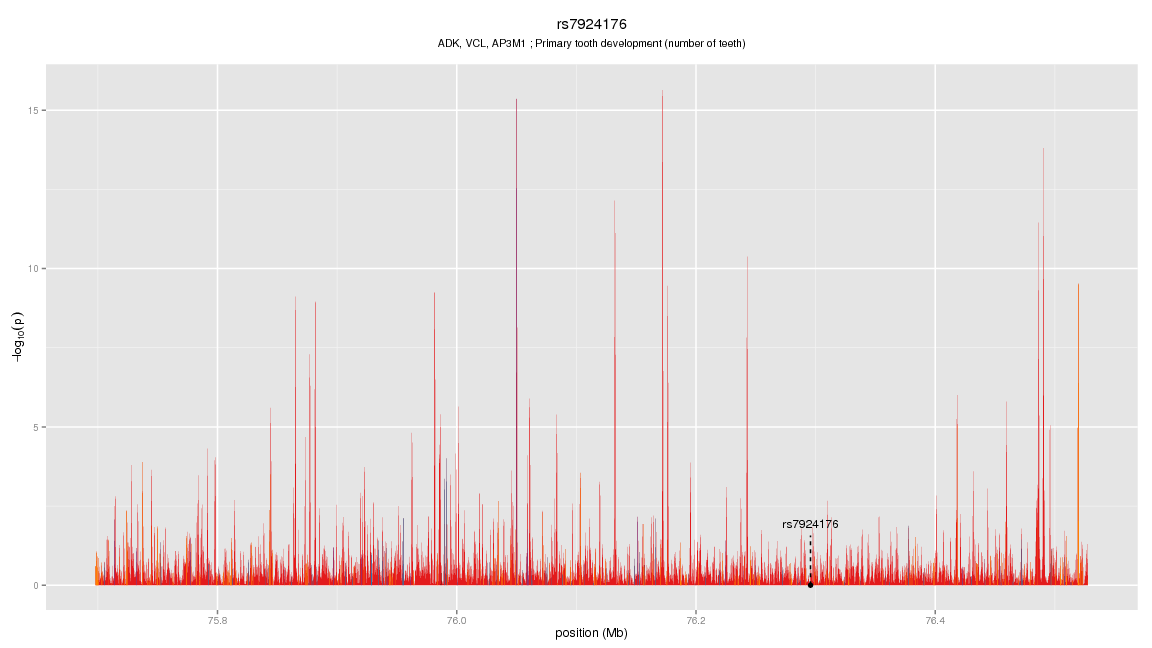 rs7924176
ADK, VCL, AP3M1 ; Primary tooth development (number of teeth)
15
10
5
0
−log10(p)
rs7924176
75.8
76.0
76.2
76.4
position (Mb)